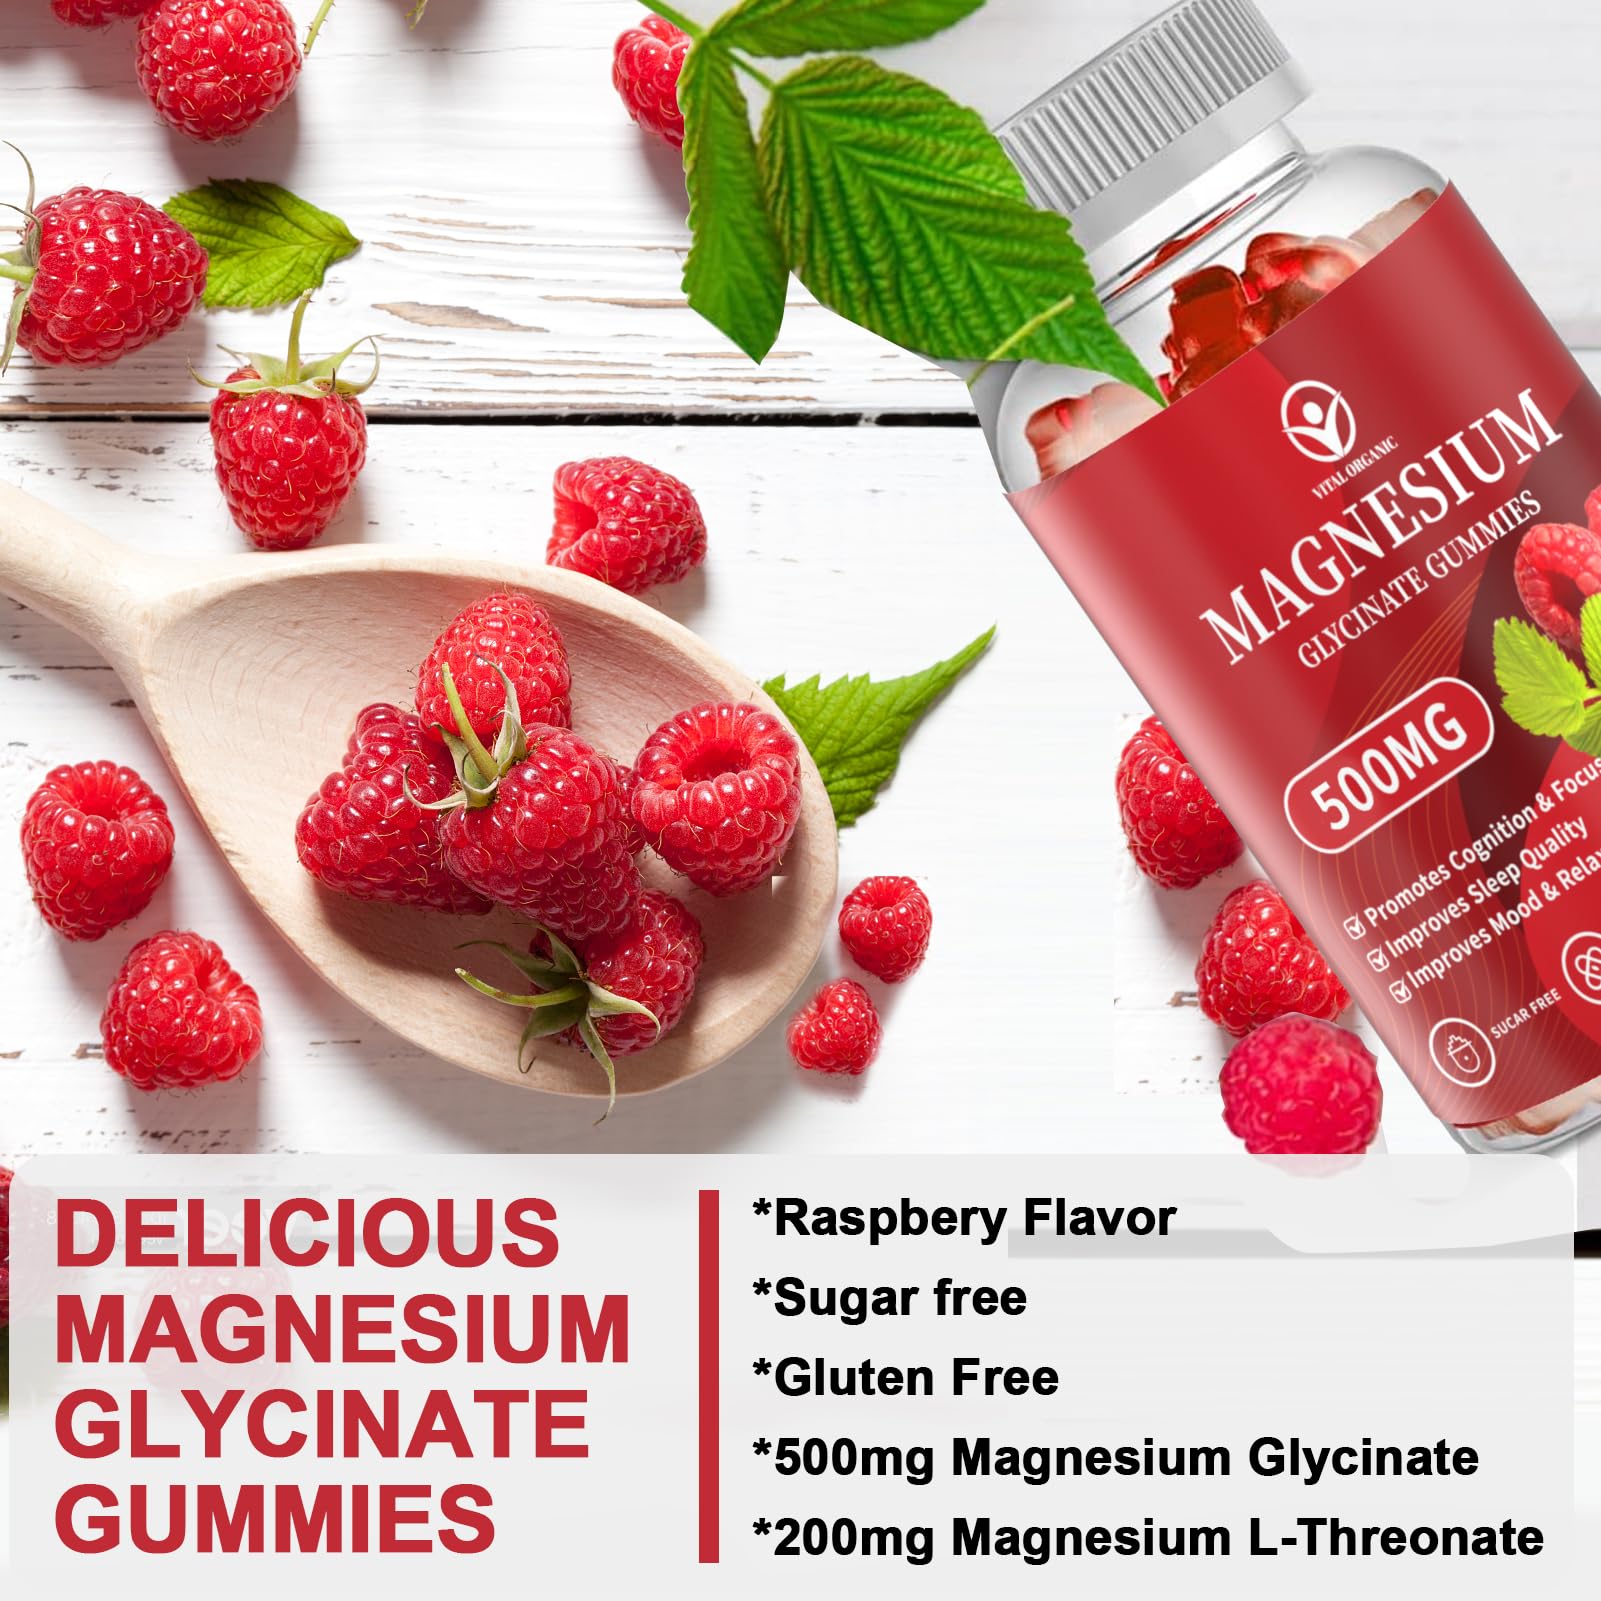 VITAL ORGANIC
MAGNESIUM
GLYCINATE GUMMIES
500MG
Promotes Cognition & Focus
Improves Sleep Quality
Improves Mood & Relax
SUCAR FREE
DELICIOUS
MAGNESIUM
GLYCINATE
GUMMIES
*Raspbery Flavor
*Sugar free
*Gluten Free
*500mg Magnesium Glycinate
*200mg Magnesium L-Threonate